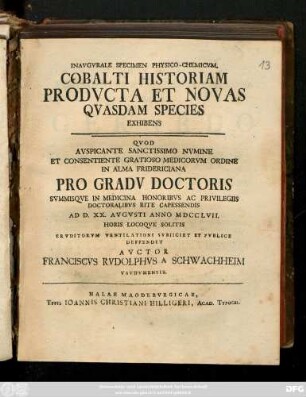 13
INAVGVRALE SPECIMEN PHYSICO-CHEMICVM,
COBALTI HISTORIAM
PRODVCTA ET NOVAS
QVASDAM SPECIES
EXHIBENS
QVOD
AVSPICANTE SANCTISSIMO NVMINE
ET CONSENTIENTE GRATIOSO MEDICORVM ORDINE
IN ALMA FRIDERICIANA
PRO GRADV DOCTORIS
SVMMISQVE IN MEDICINA HONORIBVS AC PRIVILEGIIS
DOCTORALIBVS RITE CAPESSENDIS
AD D. XX. AVGVSTI ANNO MDCCLVII.
HORIS LOCOQVE SOLITIS
ERVDITORVM VENTILATIONI SVBIICIET ET PVBLICE
DEFENDET
AVCTOR
FRANCISCVS RVDOLPHVS A SCHWACHHEIM
HALAE MAGDEBVRGICAE,
TYPIS IOANNIS CHRISTIANI HILLIGERI, ACAD. TYPOGR.